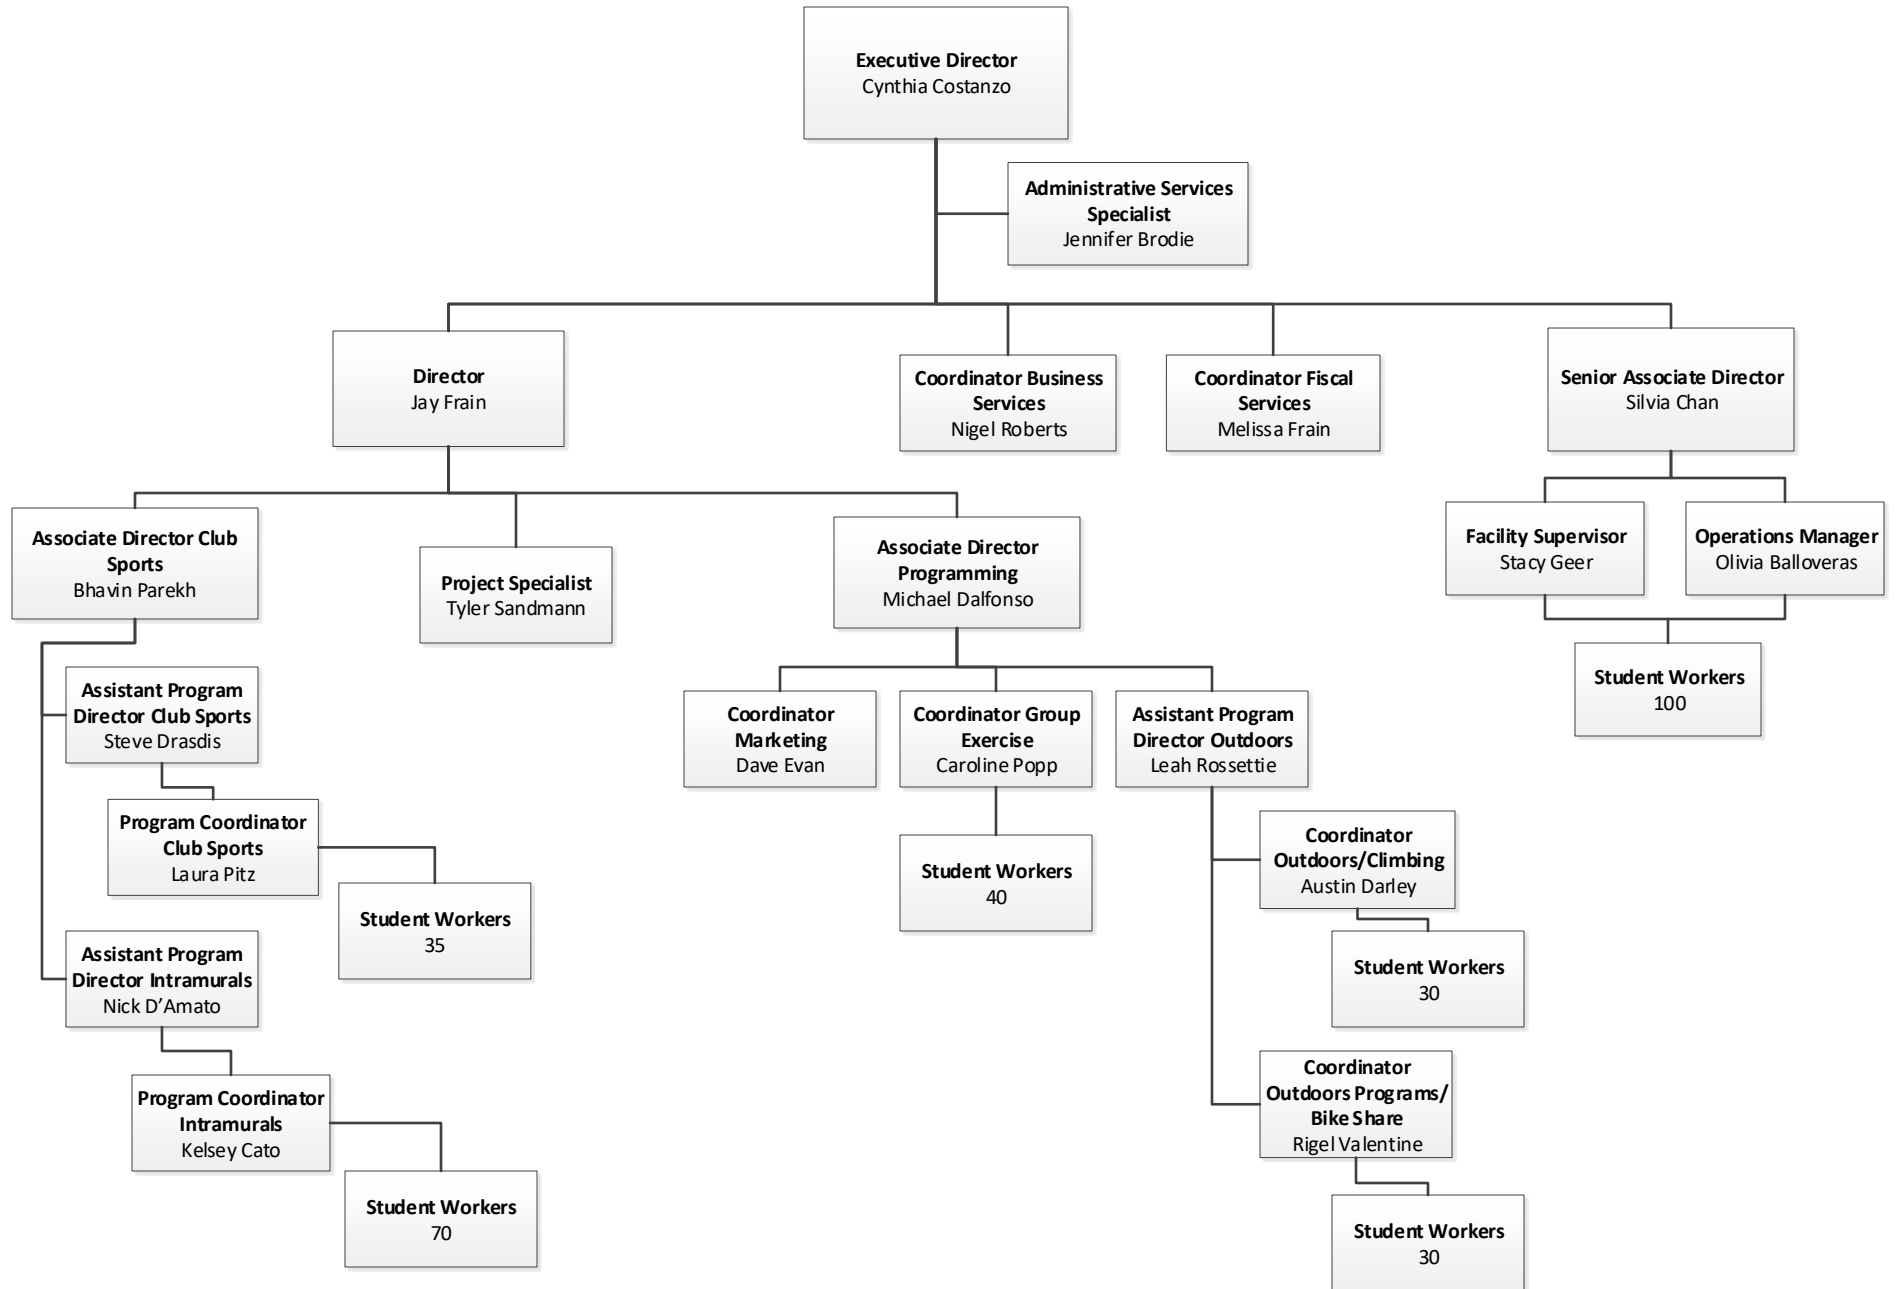 Executive Director
Cynthia Costanzo
Administrative Services
Specialist
Jennifer Brodie
Director
Jay Frain
Coordinator Business
Services
Nigel Roberts
Coordinator Fiscal
Services
Melissa Frain
Senior Associate Director
Silvia Chan
Associate Director Club
Sports
Bhavin Parekh
Project Specialist
Tyler Sandmann
Associate Director
Programming
Michael Dalfonso
Facility Supervisor
Stacy Geer
Operations Manager
Olivia Balloveras
Student Workers
100
Assistant Program
Director Club Sports
Steve Drasdis
Program Coordinator
Club Sports
Laura Pitz
Student Workers
35
Assistant Program
Director Intramurals
Nick D’Amato
Program Coordinator
Intramurals
Kelsey Cato
Student Workers
70
Coordinator
Marketing
Dave Evan
Coordinator Group
Exercise
Caroline Popp
Student Workers
40
Assistant Program
Director Outdoors
Leah Rossettie
Coordinator
Outdoors/Climbing
Austin Darley
Student Workers
30
Coordinator
Outdoors Programs/
Bike Share
Rigel Valentine
Student Workers
30